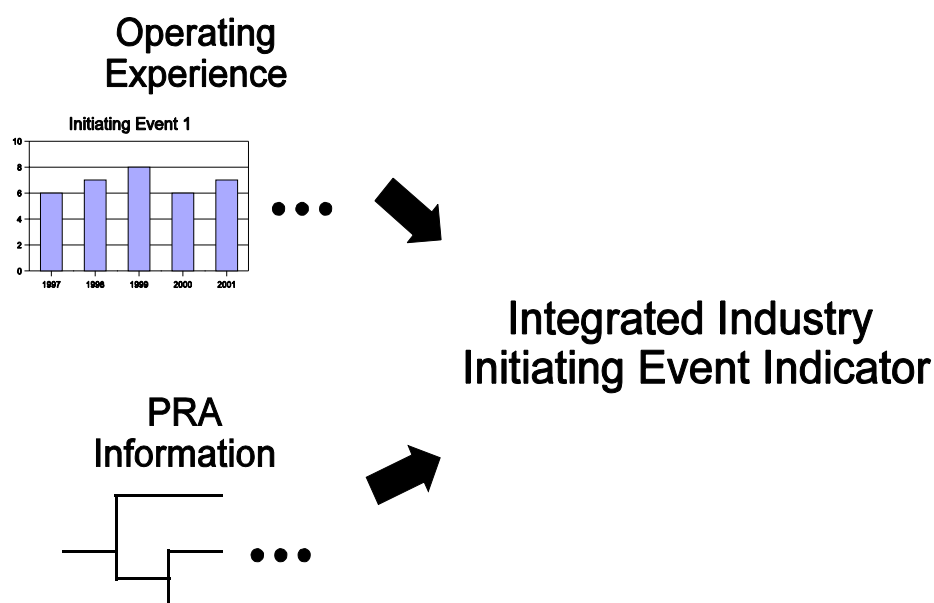 Operating
Experience
Initiating Event 1
10
8
6
4
2
0
1997 1998 1999 2000 2001
Integrated Industry
Initiating Event Indicator
PRA
Information